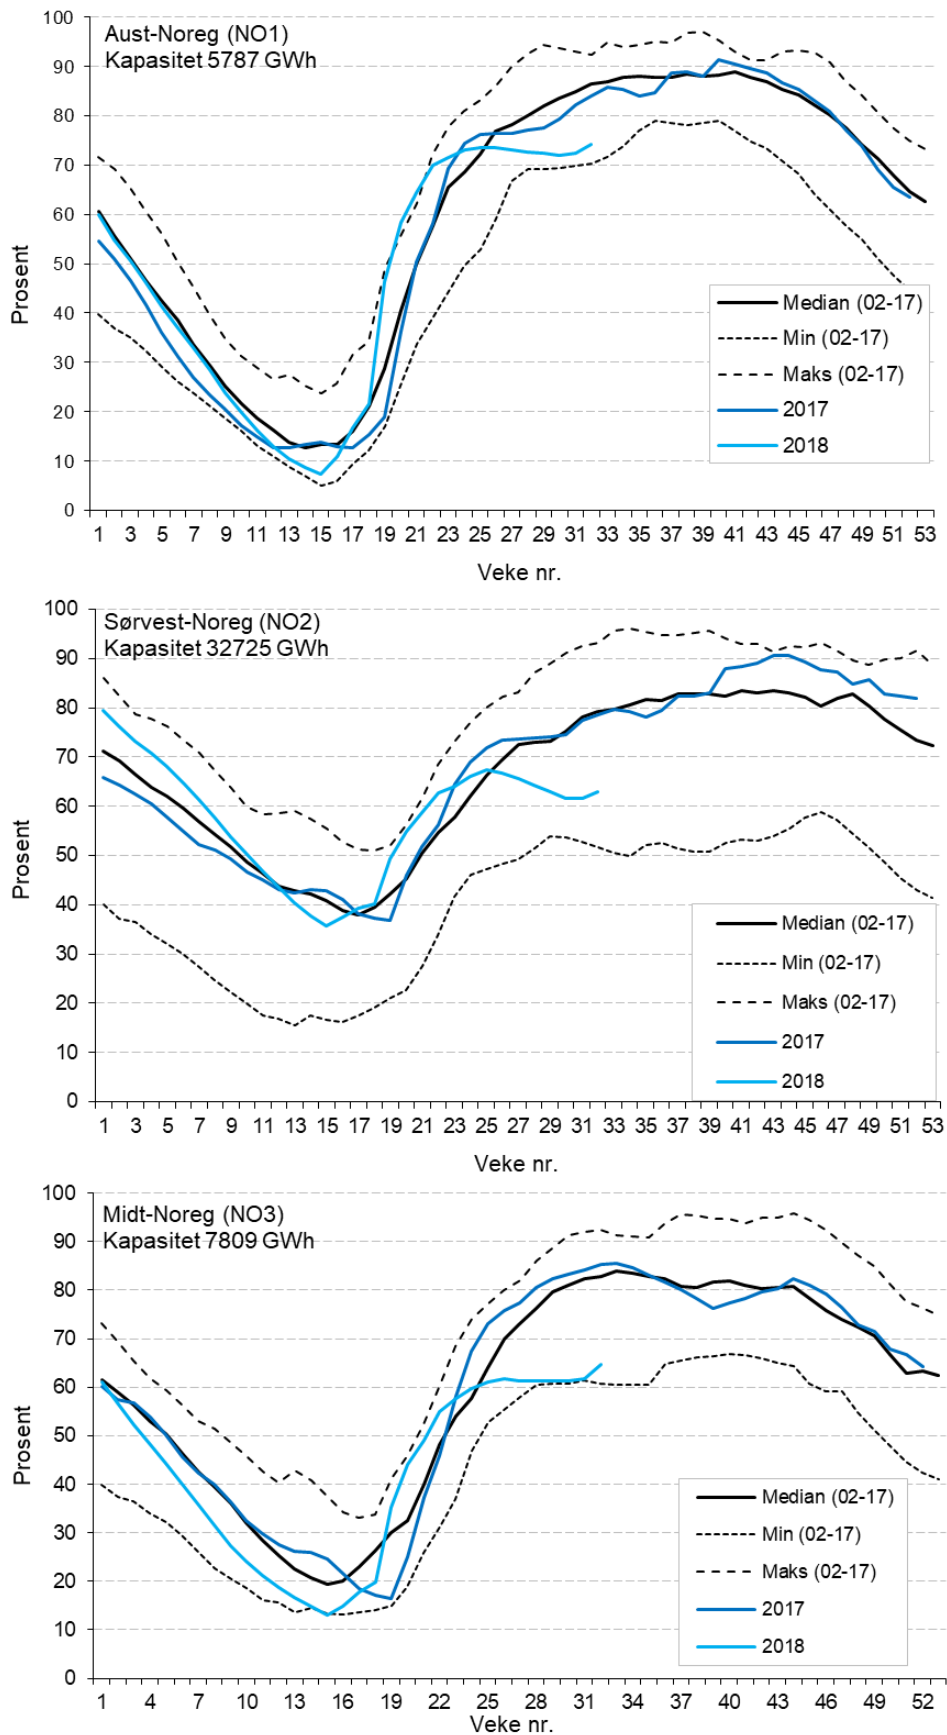 Aust-Noreg (NO1)
Kapasitet 5787 GWh
100
90
80
70
60
50
40
30
20
10
0
Prosent
Median (02-17)
Min (02-17)
Maks (02-17)
2017
2018
1 3 5 7 9 11 13 15 17 19 21 23 25 27 29 31 33 35 37 39 41 43 45 47 49 51 53
Veke nr.
Sørvest-Noreg (NO2)
Kapasitet 32725 GWh
100
90
80
70
60
50
40
30
20
10
0
Prosent
Median (02-17)
Min (02-17)
Maks (02-17)
2017
2018
1 3 5 7 9 11 13 15 17 19 21 23 25 27 29 31 33 35 37 39 41 43 45 47 49 51 53
Veke nr.
Midt-Noreg (NO3)
Kapasitet 7809 GWh
100
90
80
70
60
50
40
30
20
10
0
Prosent
Median (02-17)
Min (02-17)
Maks (02-17)
2017
2018
1 4 7 10 13 16 19 22 25 28 31 34 37 40 43 46 49 52
Veke nr.